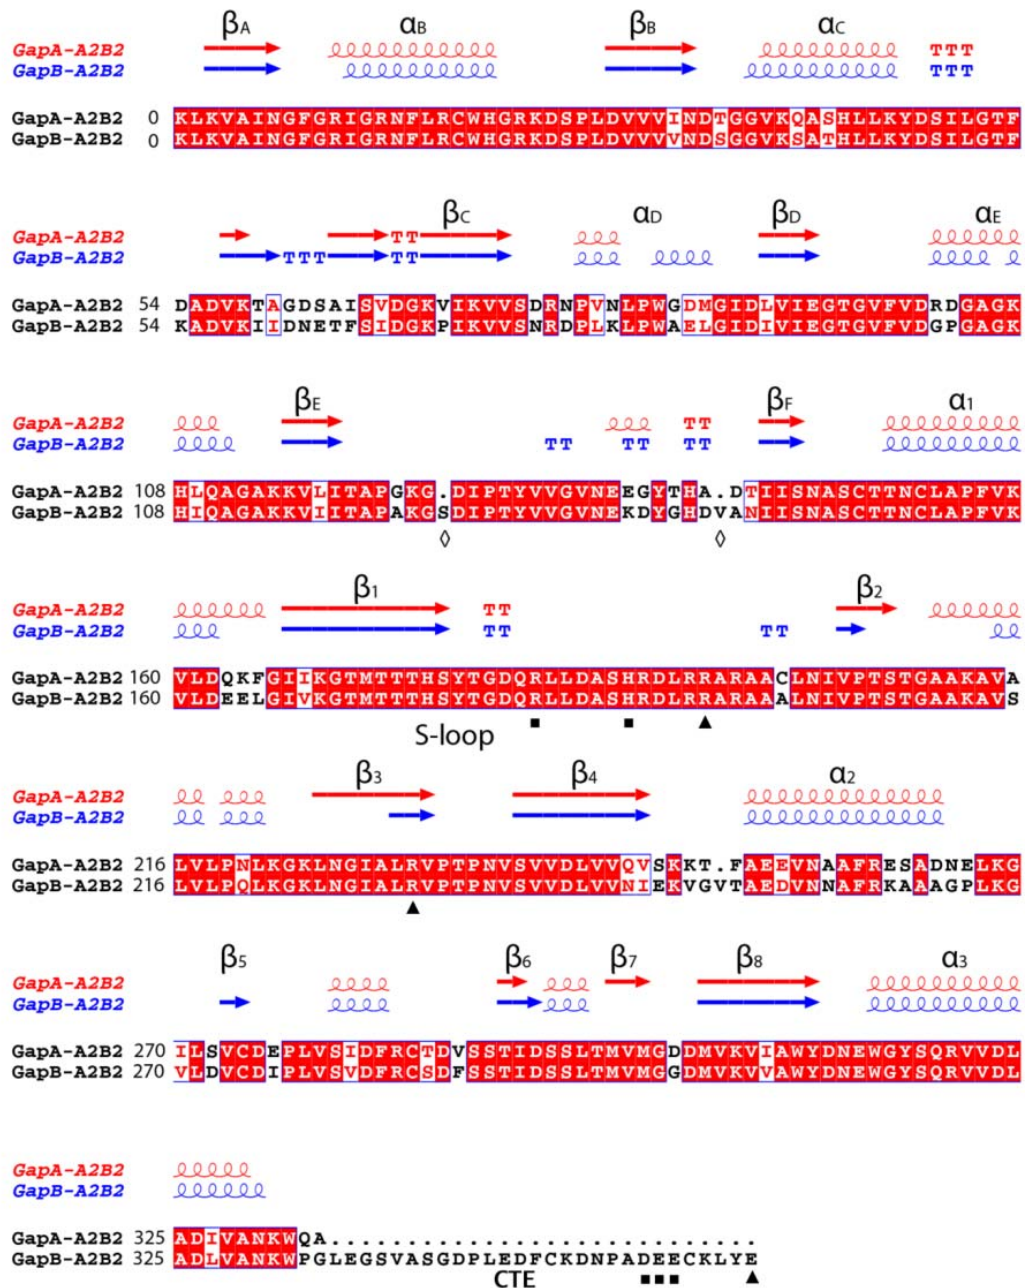 βA αB βB αC
GapA-A2B2 TTT
GapB-A2B2 TTT
GapA-A2B2 0 KLKVAINGFGRIGRNFLRCWHGRKDSPLDVVVINDTGGVKQASHLLKYDSILGTF
GapB-A2B2 0 KLKVAINGFGRIGRNFLRCWHGRKDSPLDVVVVNDSGGVKSATHLLKYDSILGTF
βC αD βD αE
GapA-A2B2 TT
GapB-A2B2 TTT TT
GapA-A2B2 54 DADVKTAGDSAISVDGKVIKVVSDRNPVNLPWGDMGIDLVIEGTGVFVDRDGAGK
GapB-A2B2 54 KADVKIIDNETFSIDGKPIKVVSNRDPLKLPWAELGIDIVIEGTGVFVDGPGAGK
βE βF α1
GapA-A2B2 TT
GapB-A2B2 TT TT TT
GapA-A2B2 108 HLQAGAKKVLITAPGKG.DIPTYVVGVNEEGYTHA.DTIISNASCTTNCLAPFVK
GapB-A2B2 108 HIQAGAKKVIITAPAKGSDIPTYVVGVNEKDYGHDVANIISNASCTTNCLAPFVK
β1 β2
GapA-A2B2 TT
GapB-A2B2 TT TT
GapA-A2B2 160 VLDQKFGIIKGTMTTTHSYTGDQRLLDASHRDLRRARAACLNIVPTSTGAAKAVA
GapB-A2B2 160 VLDEELGIVKGTMTTTHSYTGDQRLLDASHRDLRRARAAALNIVPTSTGAAKAVS
S-loop
β3 β4 α2
GapA-A2B2
GapB-A2B2
GapA-A2B2 216 LVLPNLKGKLNGIALRVPTPNVSVVDLVVQVSKKT.FAEEVNAAFRESADNELKG
GapB-A2B2 216 LVLPQLKGKLNGIALRVPTPNVSVVDLVVNIEKVGVTAEDVNNAFRKAAAGPLKG
β5 β6 β7 β8 α3
GapA-A2B2
GapB-A2B2
GapA-A2B2 270 ILSVCDEPLVSIDFRCTDVSSTIDSSLTMVMGDDMVKVIAWYDNEWGYSQRVVDL
GapB-A2B2 270 VLDVCDIPLVSVDFRCSDFSSTIDSSLTMVMGGDMVKVVAWYDNEWGYSQRVVDL
GapA-A2B2
GapB-A2B2
GapA-A2B2 325 ADIVANKWQA............................
GapB-A2B2 325 ADLVANKWPGLEGSVASGDPLEDFCKDNPADEECKLYE
CTE